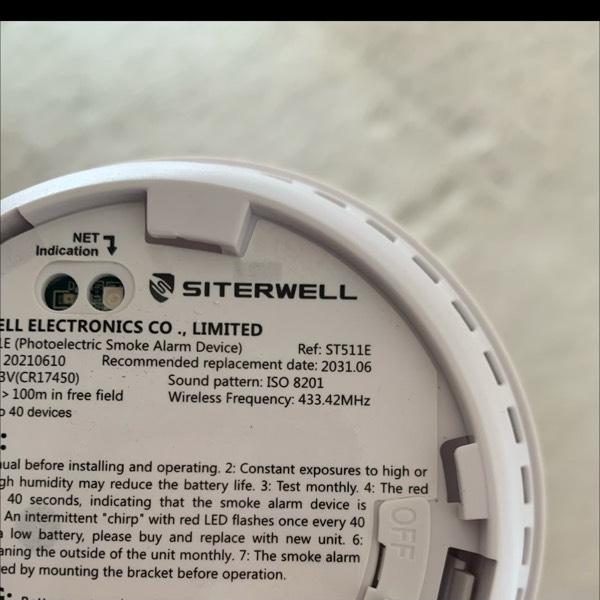 NET
Indication
SITERWELL
ELL ELECTRONICS CO ., LIMITED
E (Photoelectric Smoke Alarm Device) Ref: ST511E
20210610 Recommended replacement date: 2031.06
3V(CR17450) Sound pattern: ISO 8201
> 100m in free field Wireless Frequency: 433.42MHz
o 40 devices
:
ual before installing and operating. 2: Constant exposures to high or
gh humidity may reduce the battery life. 3: Test monthly. 4: The red
40 seconds, indicating that the smoke alarm device is
An intermittent "chirp" with red LED flashes once every 40
a low battery, please buy and replace with new unit. 6:
aning the outside of the unit monthly. 7: The smoke alarm
ed by mounting the bracket before operation.
OFF